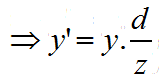 ⇒ y' = y. d/z